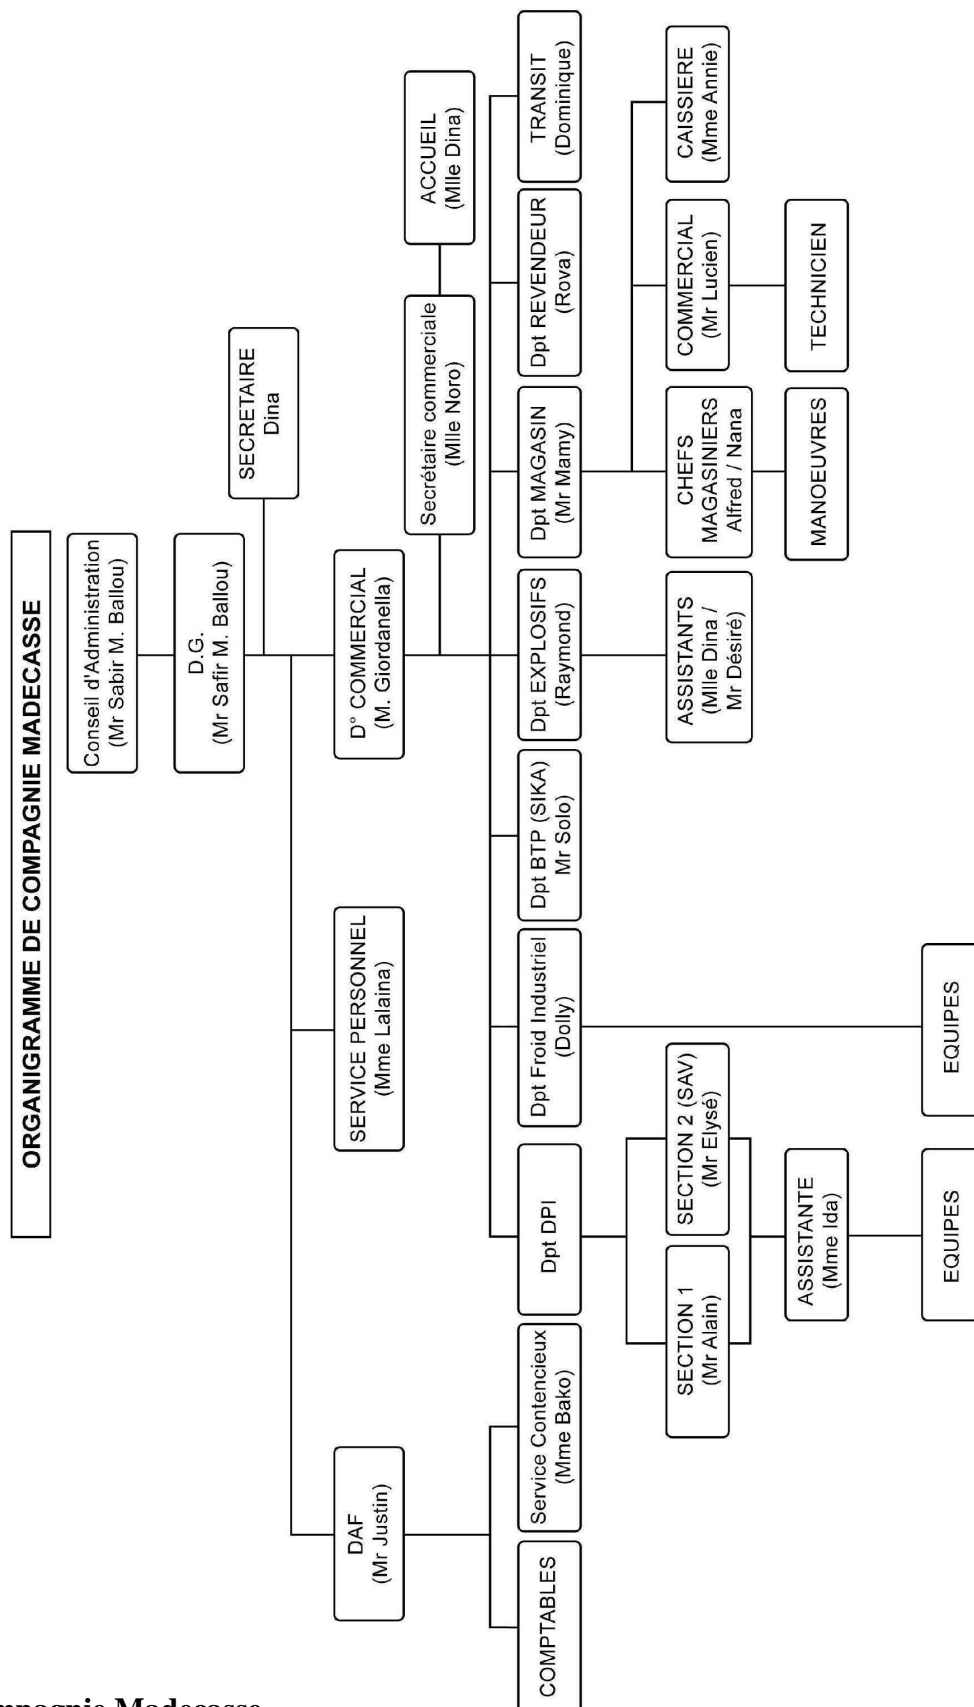 ORGANIGRAMME DE COMPAGNIE MADECASSE
Conseil d'Administration
(Mr Sabir M. Ballou)
D.G.
(Mr Safir M. Ballou)
SECRETAIRE
Dina
DAF
(Mr Justin)
SERVICE PERSONNEL
(Mme Lalaina)
D° COMMERCIAL
(M. Giordanella)
Secrétaire commerciale
(Mlle Noro)
ACCUEIL
(Mlle Dina)
COMPTABLES
Service Contencieux
(Mme Bako)
Dpt DPI
Dpt Froid Industriel
(Dolly)
Dpt BTP (SIKA)
Mr Solo
Dpt EXPLOSIFS
(Raymond)
Dpt MAGASIN
(Mr Mamy)
Dpt REVENDEUR
(Rova)
TRANSIT
(Dominique)
SECTION 1
(Mr Alain)
SECTION 2 (SAV)
(Mr Elysé)
ASSISTANTS
(Mlle Dina /
Mr Désiré)
CHEFS
MAGASINIERS
Alfred / Nana
COMMERCIAL
(Mr Lucien)
CAISSIERE
(Mme Annie)
ASSISTANTE
(Mme Ida)
MANOEUVRES
TECHNICIEN
EQUIPES
EQUIPES
Madecasse